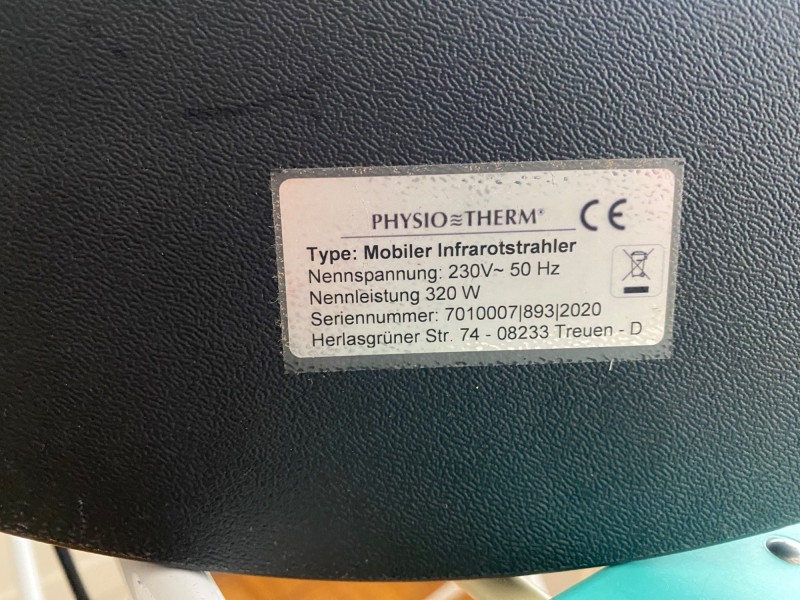 PHYSIO≋THERM® CE
Type: Mobiler Infrarotstrahler
Nennspannung: 230V~ 50 Hz
Nennleistung 320 W
Seriennummer: 7010007|893|2020
Herlasgrüner Str. 74 - 08233 Treuen - D